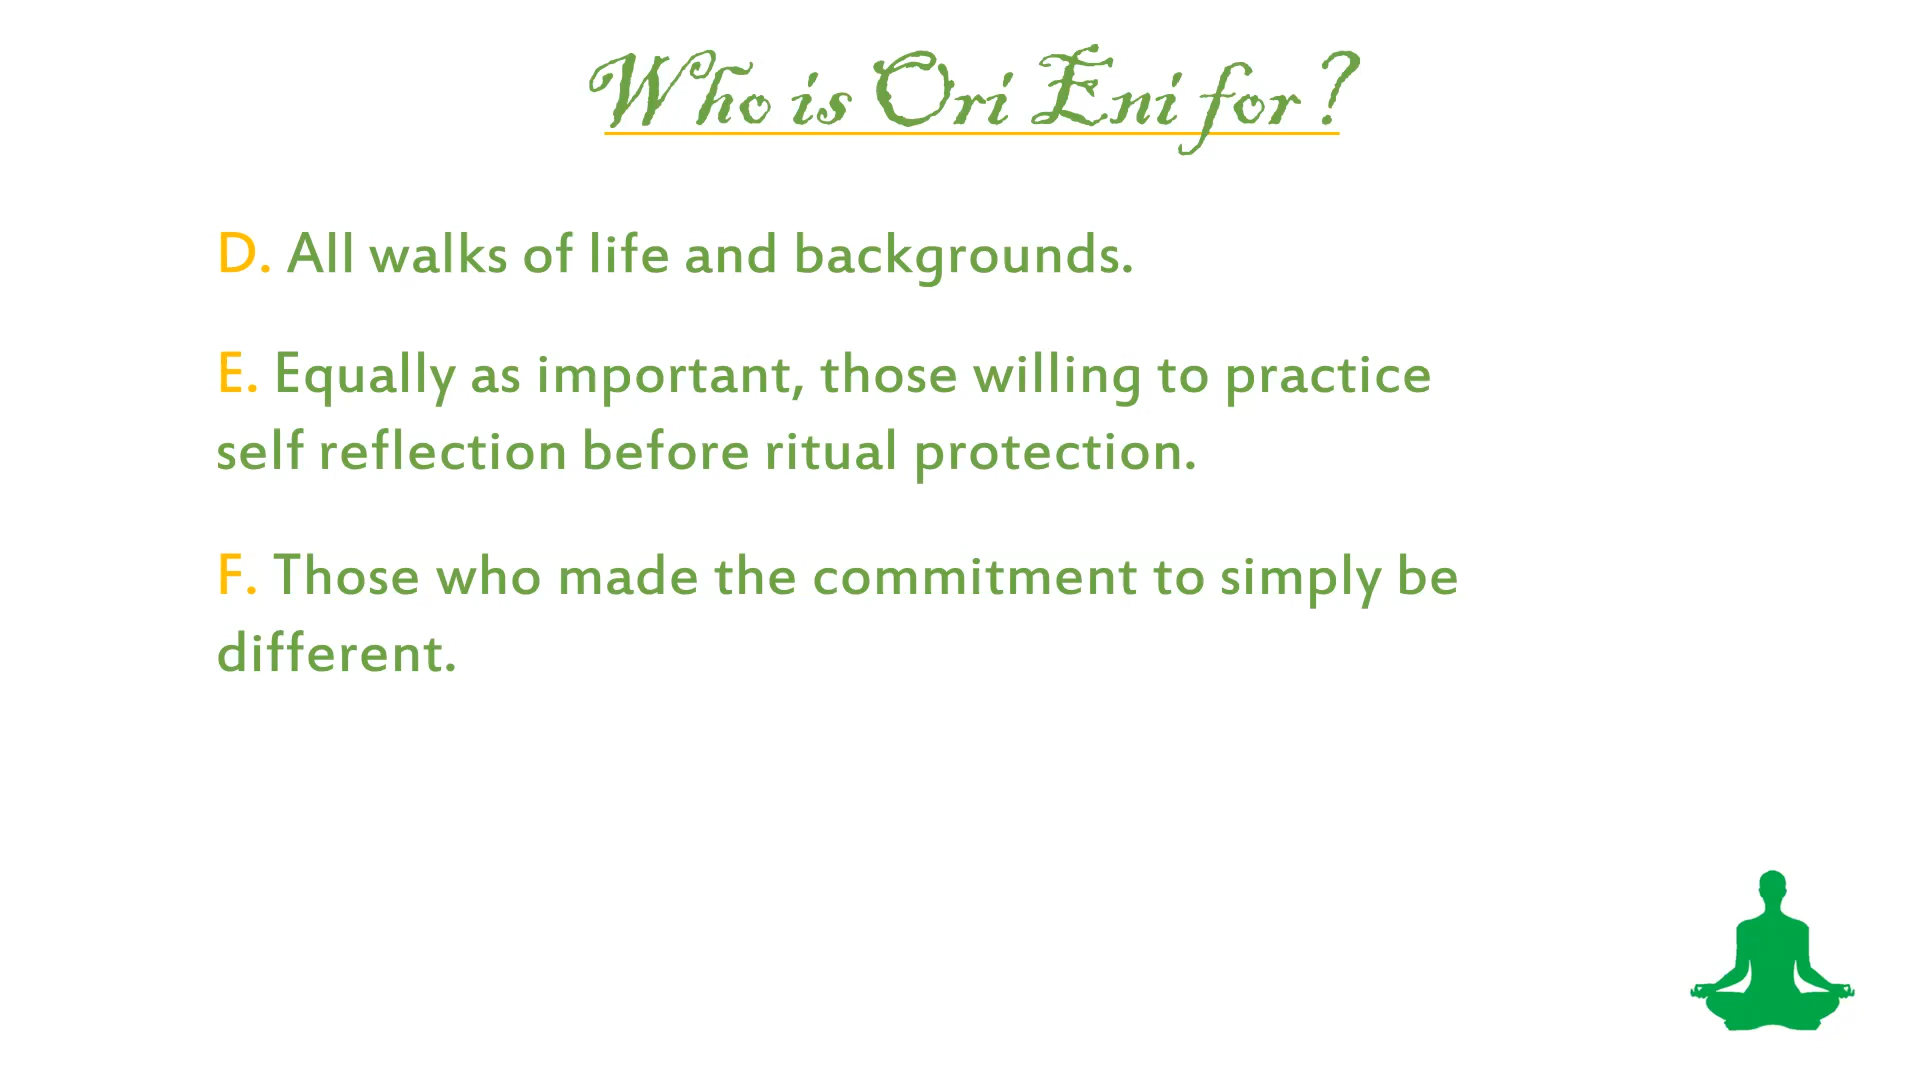 Who is Ori Eni for?
D. All walks of life and backgrounds.
E. Equally as important, those willing to practice
self reflection before ritual protection.
F. Those who made the commitment to simply be
different.